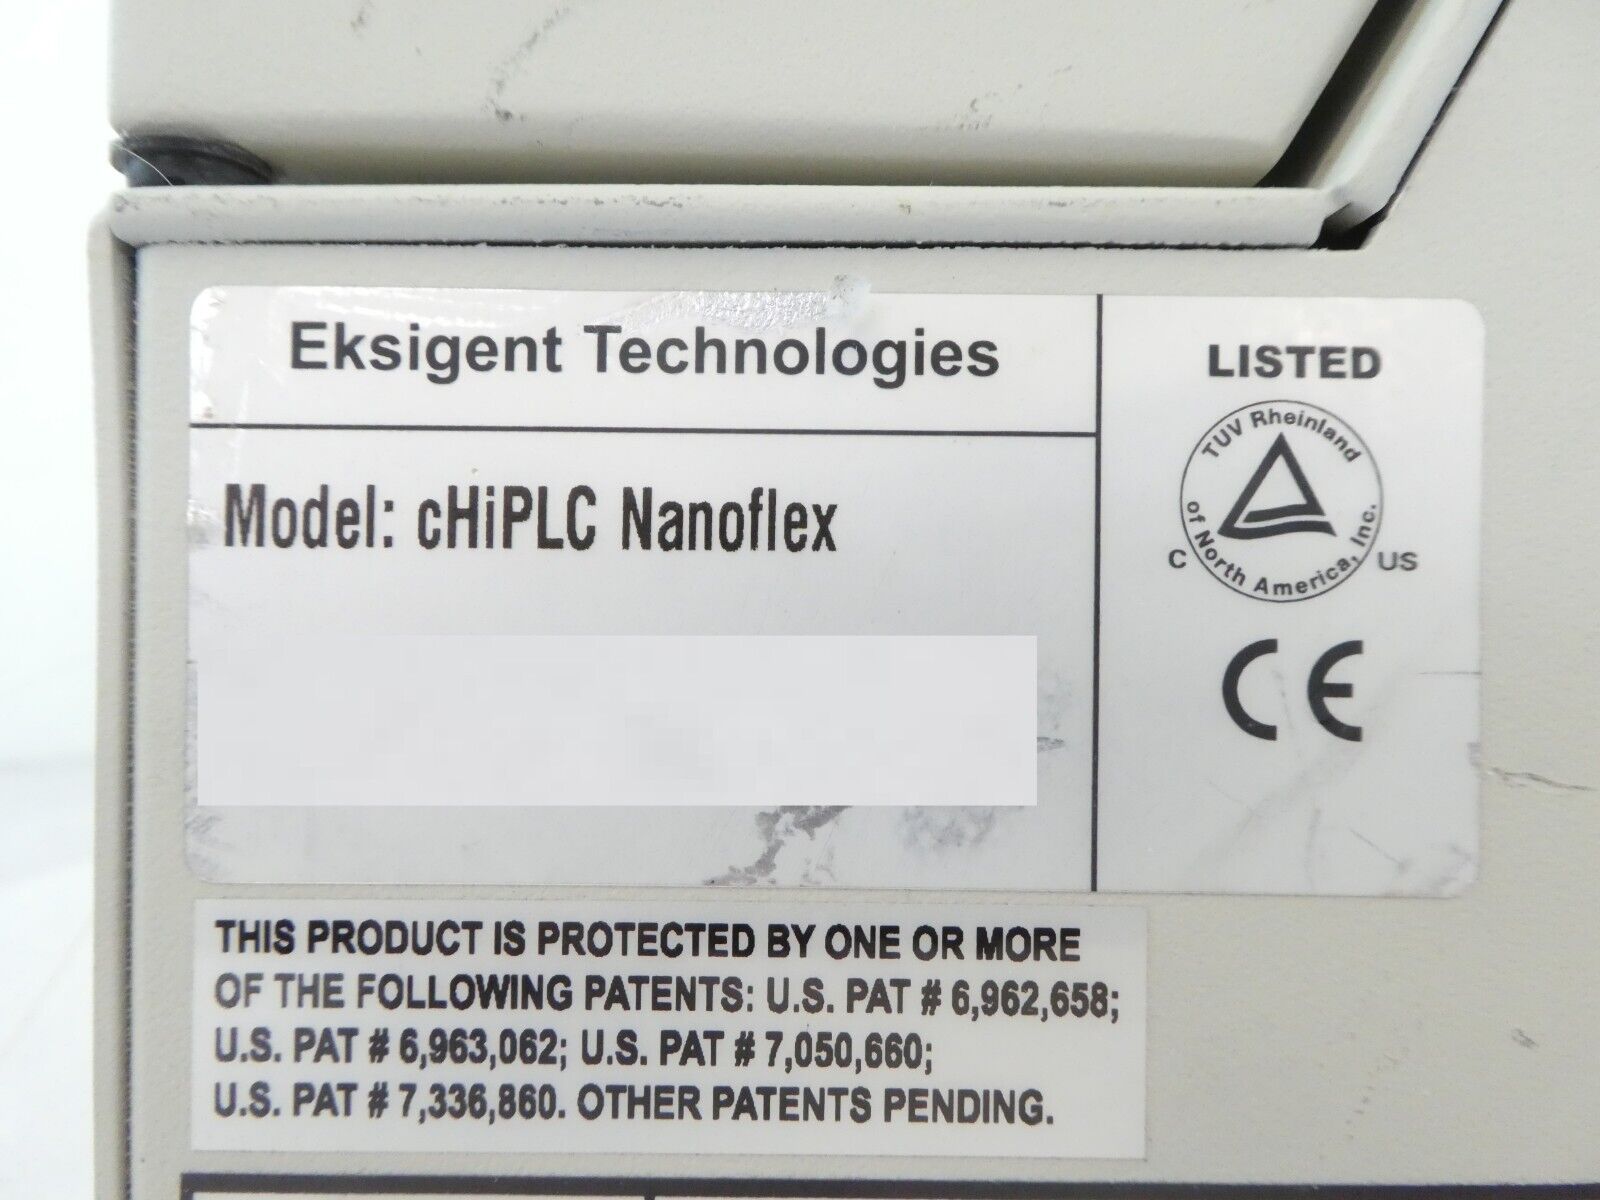 Eksigent Technologies
Model: cHiPLC Nanoflex
LISTED
TUV Rheinland
of North America, Inc.
C US
CE
THIS PRODUCT IS PROTECTED BY ONE OR MORE
OF THE FOLLOWING PATENTS: U.S. PAT # 6,962,658;
U.S. PAT # 6,963,062; U.S. PAT # 7,050,660;
U.S. PAT # 7,336,860. OTHER PATENTS PENDING.